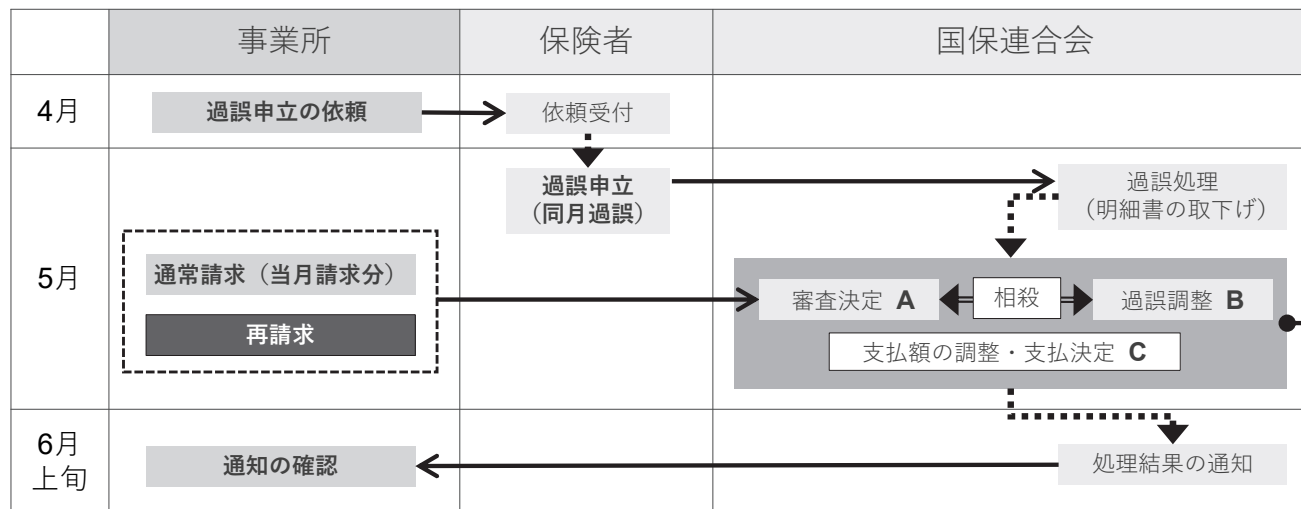 事業所
保険者
国保連合会
4月
過誤申立の依頼
依頼受付
5月
過誤申立
（同月過誤）
過誤処理
（明細書の取下げ）
通常請求（当月請求分）
再請求
審査決定 A
相殺
過誤調整 B
支払額の調整・支払決定 C
6月
上旬
通知の確認
処理結果の通知